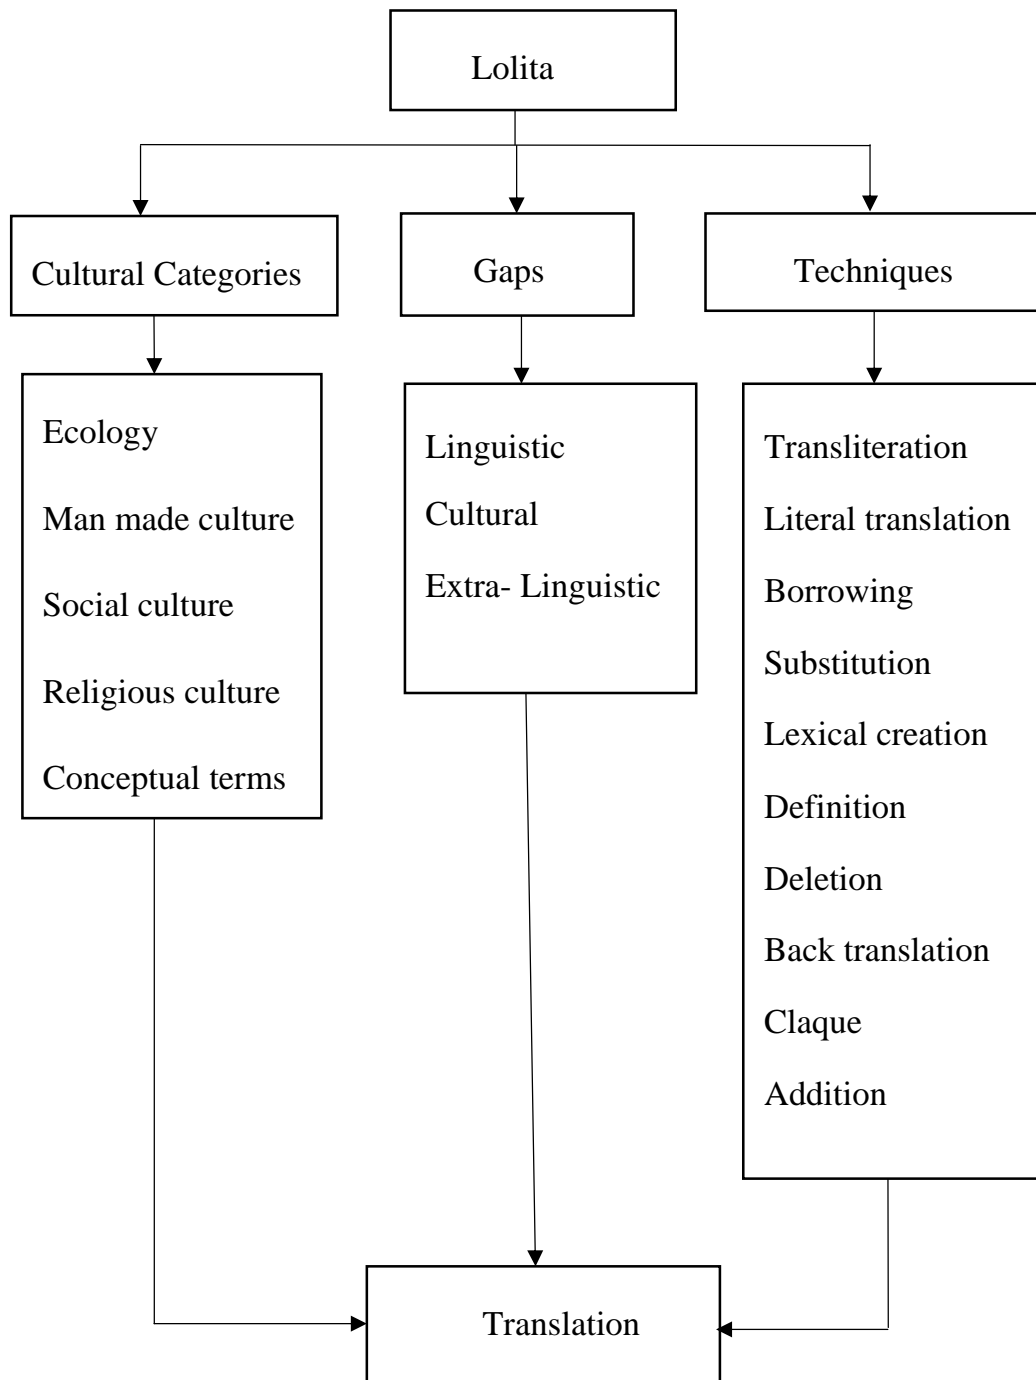 Lolita
Cultural Categories
Gaps
Techniques
Ecology
Man made culture
Social culture
Religious culture
Conceptual terms
Linguistic
Cultural
Extra- Linguistic
Transliteration
Literal translation
Borrowing
Substitution
Lexical creation
Definition
Deletion
Back translation
Claque
Addition
Translation